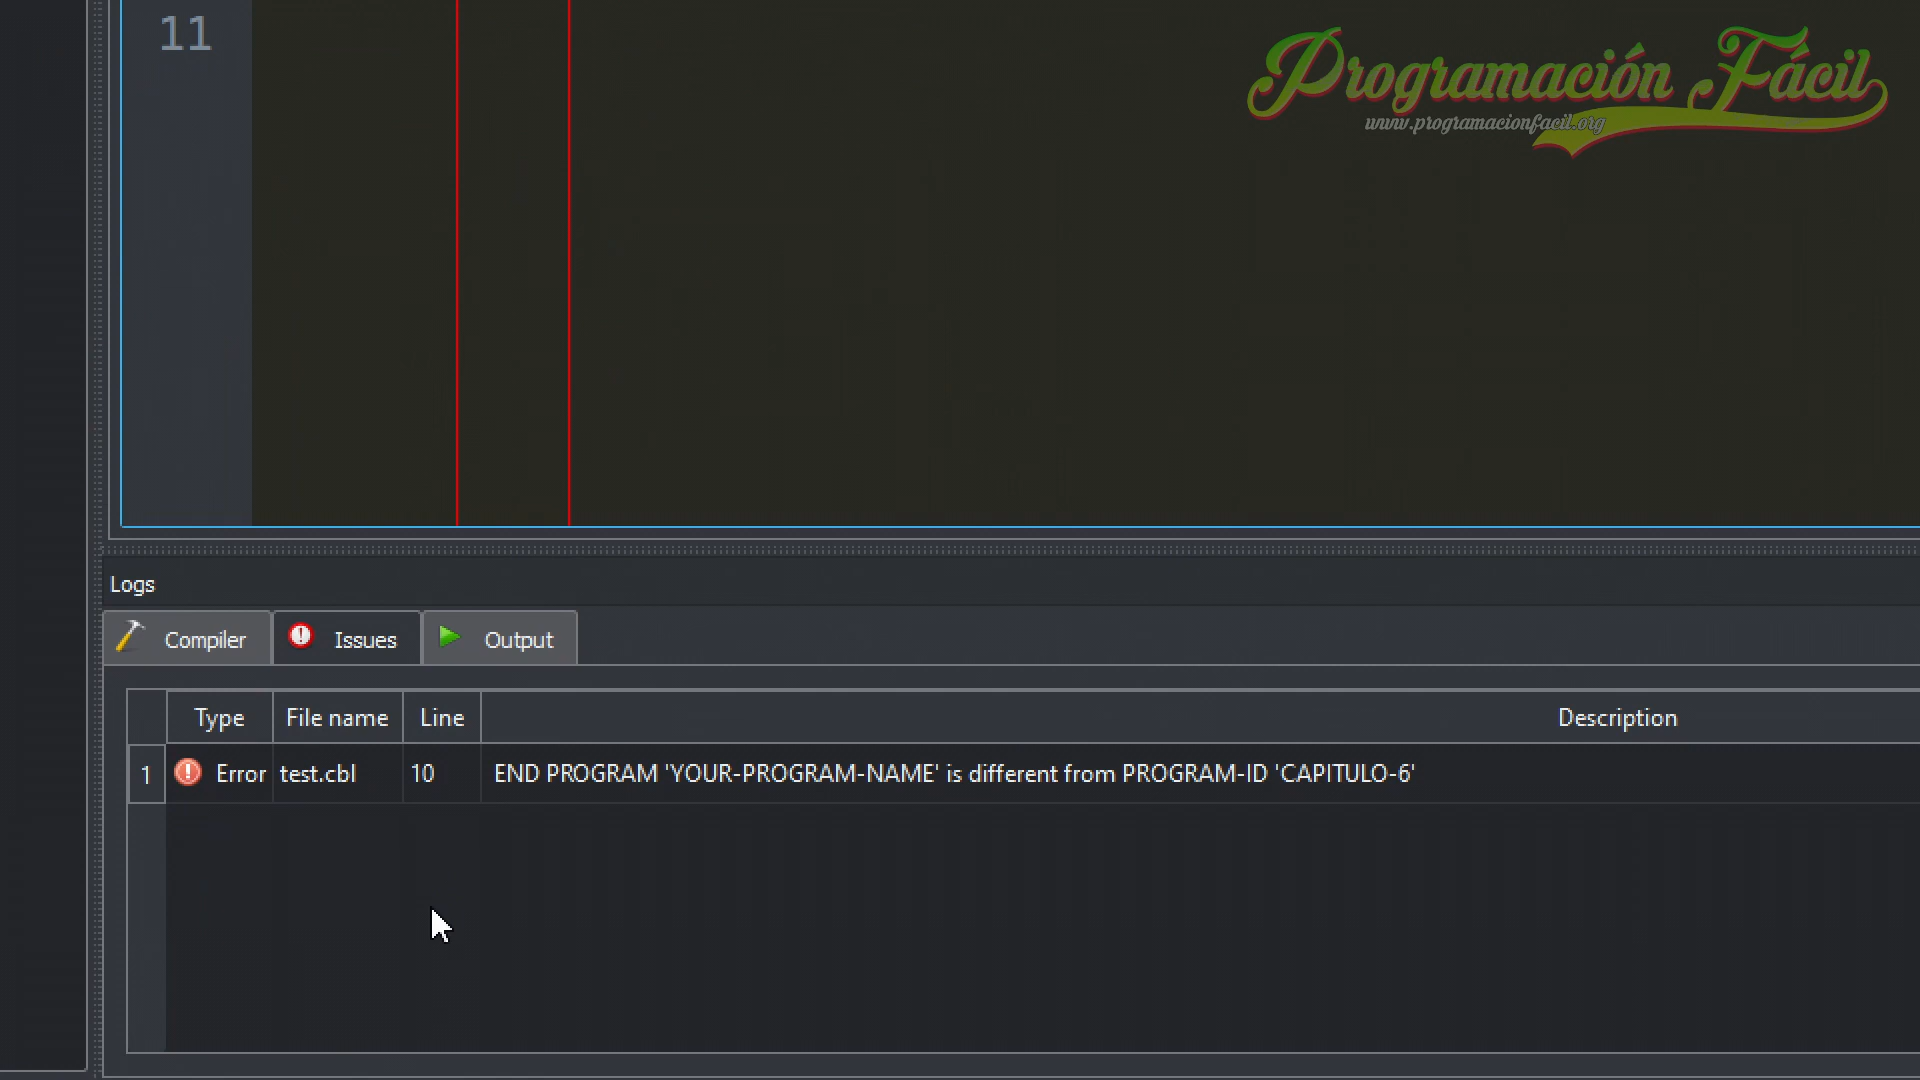 11
Programación Fácil
www.programacionfacil.org
Logs
Compiler Issues Output
Type File name Line Description
1 Error test.cbl 10 END PROGRAM 'YOUR-PROGRAM-NAME' is different from PROGRAM-ID 'CAPITULO-6'